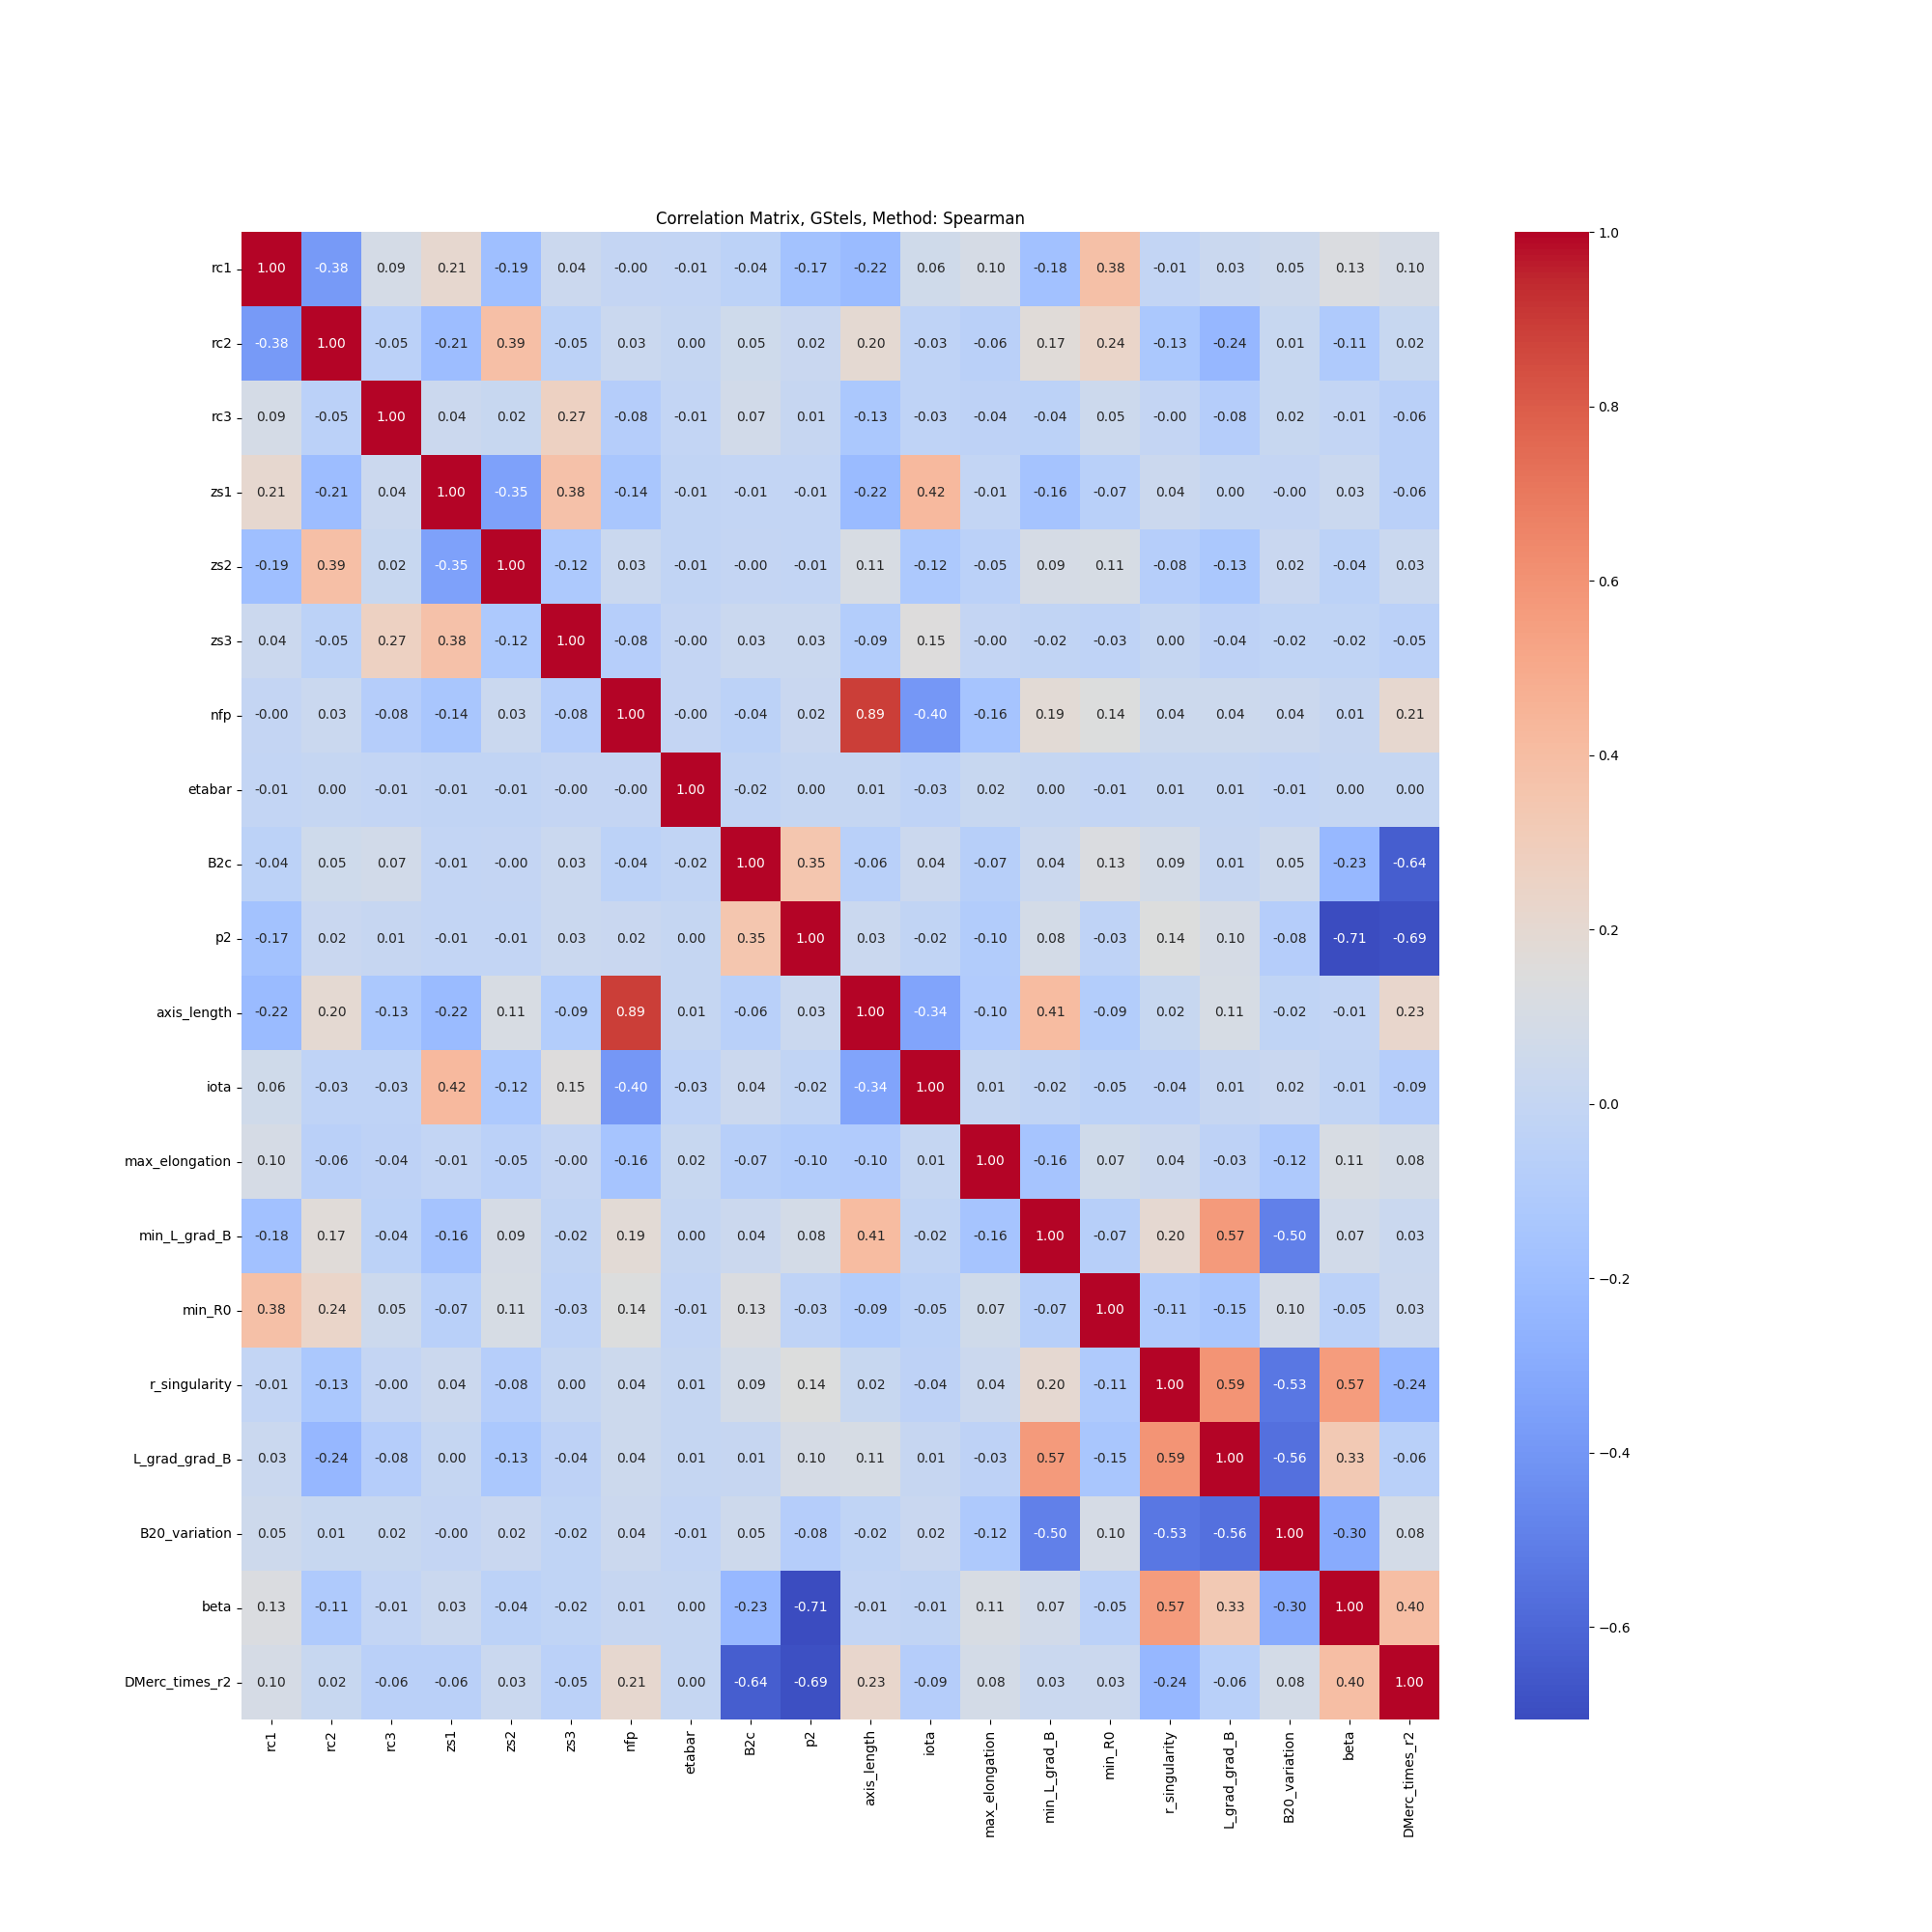 Correlation Matrix, GStels, Method: Spearman
rc1 1.00 -0.38 0.09 0.21 -0.19 0.04 -0.00 -0.01 -0.04 -0.17 -0.22 0.06 0.10 -0.18 0.38 -0.01 0.03 0.05 0.13 0.10
rc2 -0.38 1.00 -0.05 -0.21 0.39 -0.05 0.03 0.00 0.05 0.02 0.20 -0.03 -0.06 0.17 0.24 -0.13 -0.24 0.01 -0.11 0.02
rc3 0.09 -0.05 1.00 0.04 0.02 0.27 -0.08 -0.01 0.07 0.01 -0.13 -0.03 -0.04 -0.04 0.05 -0.00 -0.08 0.02 -0.01 -0.06
zs1 0.21 -0.21 0.04 1.00 -0.35 0.38 -0.14 -0.01 -0.01 -0.01 -0.22 0.42 -0.01 -0.16 -0.07 0.04 0.00 -0.00 0.03 -0.06
zs2 -0.19 0.39 0.02 -0.35 1.00 -0.12 0.03 -0.01 -0.00 -0.01 0.11 -0.12 -0.05 0.09 0.11 -0.08 -0.13 0.02 -0.04 0.03
zs3 0.04 -0.05 0.27 0.38 -0.12 1.00 -0.08 -0.00 0.03 0.03 -0.09 0.15 -0.00 -0.02 -0.03 0.00 -0.04 -0.02 -0.02 -0.05
nfp -0.00 0.03 -0.08 -0.14 0.03 -0.08 1.00 -0.00 -0.04 0.02 0.89 -0.40 -0.16 0.19 0.14 0.04 0.04 0.04 0.01 0.21
etabar -0.01 0.00 -0.01 -0.01 -0.01 -0.00 -0.00 1.00 -0.02 0.00 0.01 -0.03 0.02 0.00 -0.01 0.01 0.01 -0.01 0.00 0.00
B2c -0.04 0.05 0.07 -0.01 -0.00 0.03 -0.04 -0.02 1.00 0.35 -0.06 0.04 -0.07 0.04 0.13 0.09 0.01 0.05 -0.23 -0.64
p2 -0.17 0.02 0.01 -0.01 -0.01 0.03 0.02 0.00 0.35 1.00 0.03 -0.02 -0.10 0.08 -0.03 0.14 0.10 -0.08 -0.71 -0.69
axis_length -0.22 0.20 -0.13 -0.22 0.11 -0.09 0.89 0.01 -0.06 0.03 1.00 -0.34 -0.10 0.41 -0.09 0.02 0.11 -0.02 -0.01 0.23
iota 0.06 -0.03 -0.03 0.42 -0.12 0.15 -0.40 -0.03 0.04 -0.02 -0.34 1.00 0.01 -0.02 -0.05 -0.04 0.01 0.02 -0.01 -0.09
max_elongation 0.10 -0.06 -0.04 -0.01 -0.05 -0.00 -0.16 0.02 -0.07 -0.10 -0.10 0.01 1.00 -0.16 0.07 0.04 -0.03 -0.12 0.11 0.08
min_L_grad_B -0.18 0.17 -0.04 -0.16 0.09 -0.02 0.19 0.00 0.04 0.08 0.41 -0.02 -0.16 1.00 -0.07 0.20 0.57 -0.50 0.07 0.03
min_R0 0.38 0.24 0.05 -0.07 0.11 -0.03 0.14 -0.01 0.13 -0.03 -0.09 -0.05 0.07 -0.07 1.00 -0.11 -0.15 0.10 -0.05 0.03
r_singularity -0.01 -0.13 -0.00 0.04 -0.08 0.00 0.04 0.01 0.09 0.14 0.02 -0.04 0.04 0.20 -0.11 1.00 0.59 -0.53 0.57 -0.24
L_grad_grad_B 0.03 -0.24 -0.08 0.00 -0.13 -0.04 0.04 0.01 0.01 0.10 0.11 0.01 -0.03 0.57 -0.15 0.59 1.00 -0.56 0.33 -0.06
B20_variation 0.05 0.01 0.02 -0.00 0.02 -0.02 0.04 -0.01 0.05 -0.08 -0.02 0.02 -0.12 -0.50 0.10 -0.53 -0.56 1.00 -0.30 0.08
beta 0.13 -0.11 -0.01 0.03 -0.04 -0.02 0.01 0.00 -0.23 -0.71 -0.01 -0.01 0.11 0.07 -0.05 0.57 0.33 -0.30 1.00 0.40
DMerc_times_r2 0.10 0.02 -0.06 -0.06 0.03 -0.05 0.21 0.00 -0.64 -0.69 0.23 -0.09 0.08 0.03 0.03 -0.24 -0.06 0.08 0.40 1.00
rc1 rc2 rc3 zs1 zs2 zs3 nfp etabar B2c p2 axis_length iota max_elongation min_L_grad_B min_R0 r_singularity L_grad_grad_B B20_variation beta DMerc_times_r2
1.0
0.8
0.6
0.4
0.2
0.0
−0.2
−0.4
−0.6